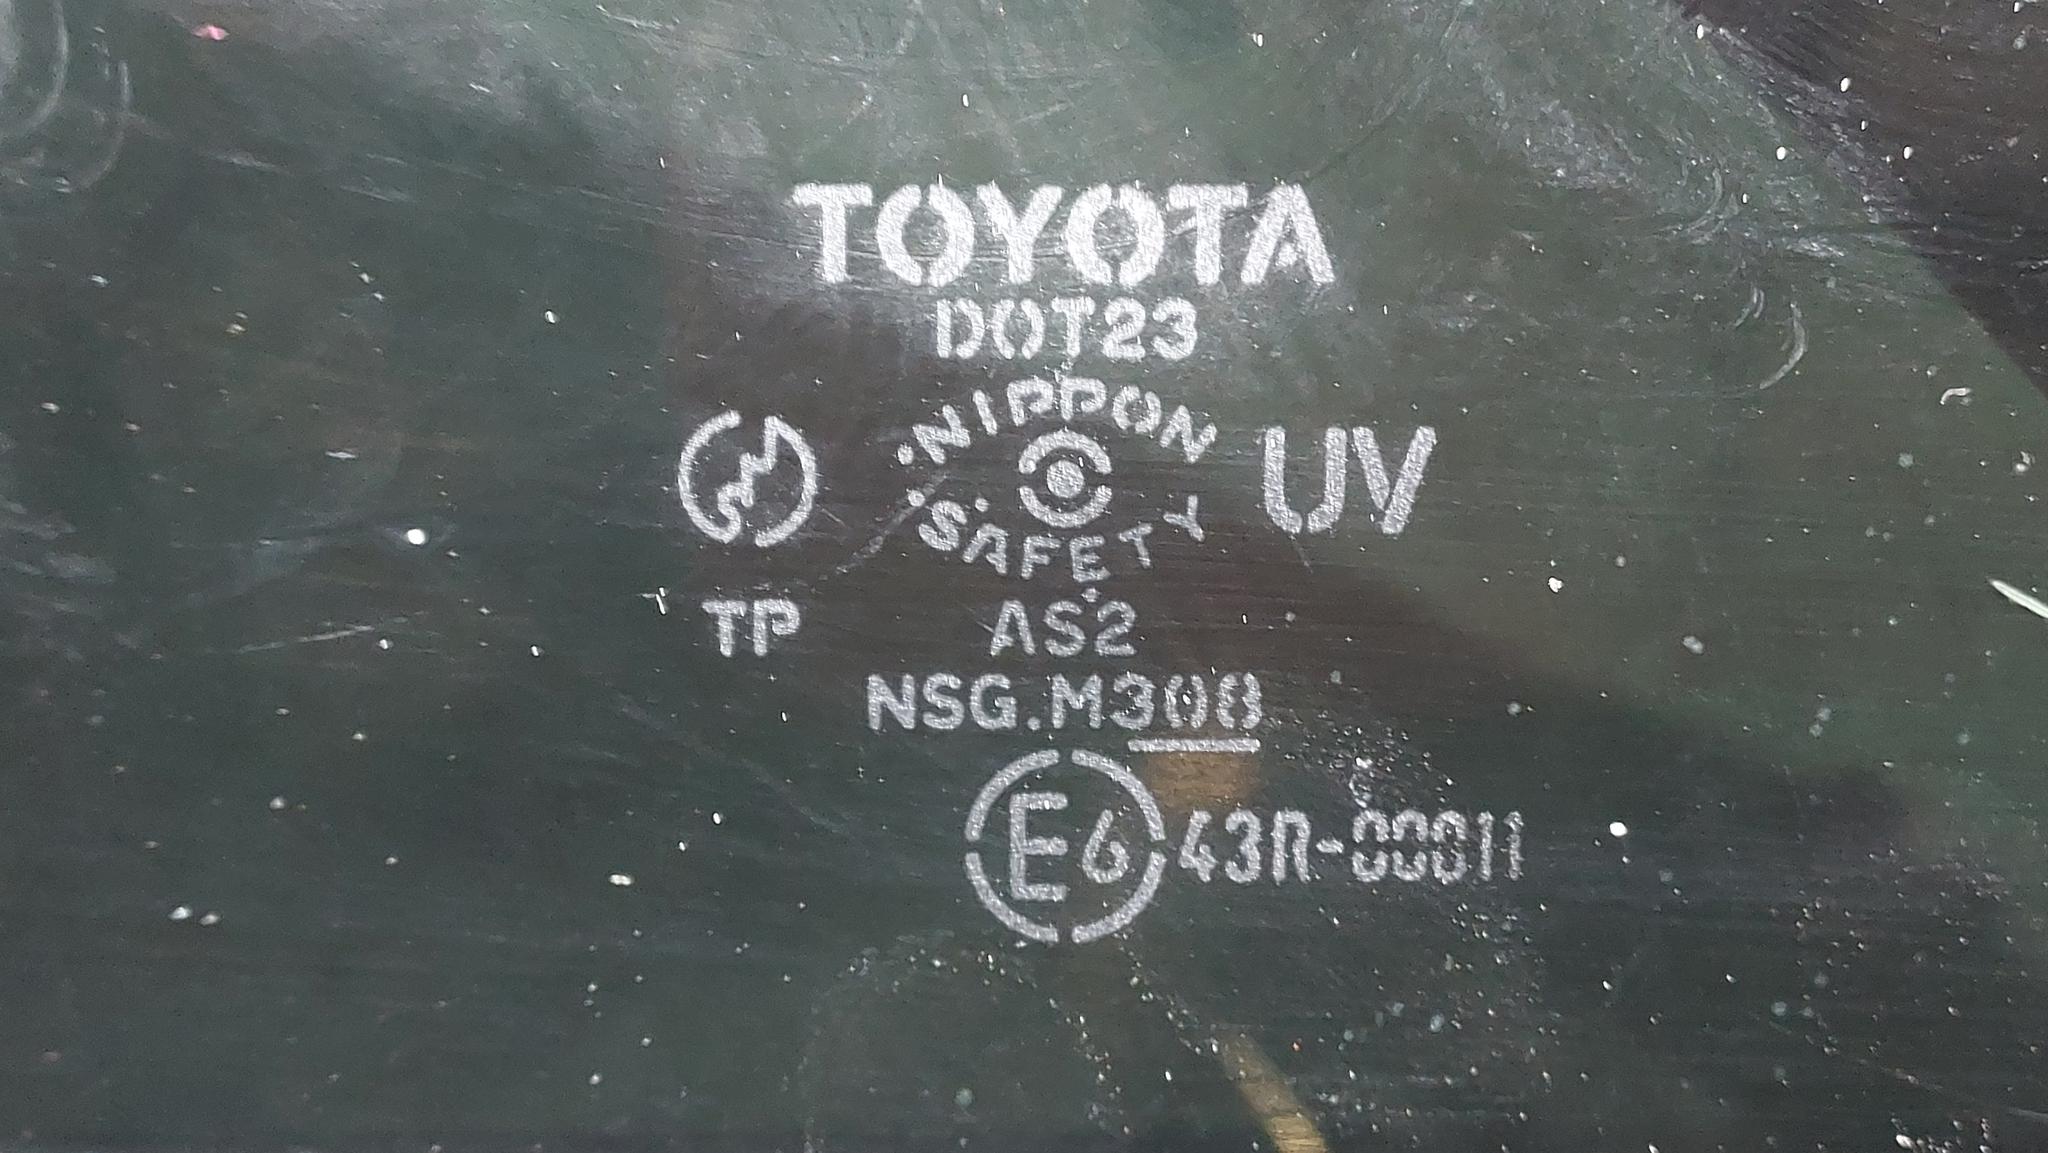 TOYOTA
DOT23
NIPPON
UV
SAFETY
TP
AS2
NSG.M308
E6 43R-00011